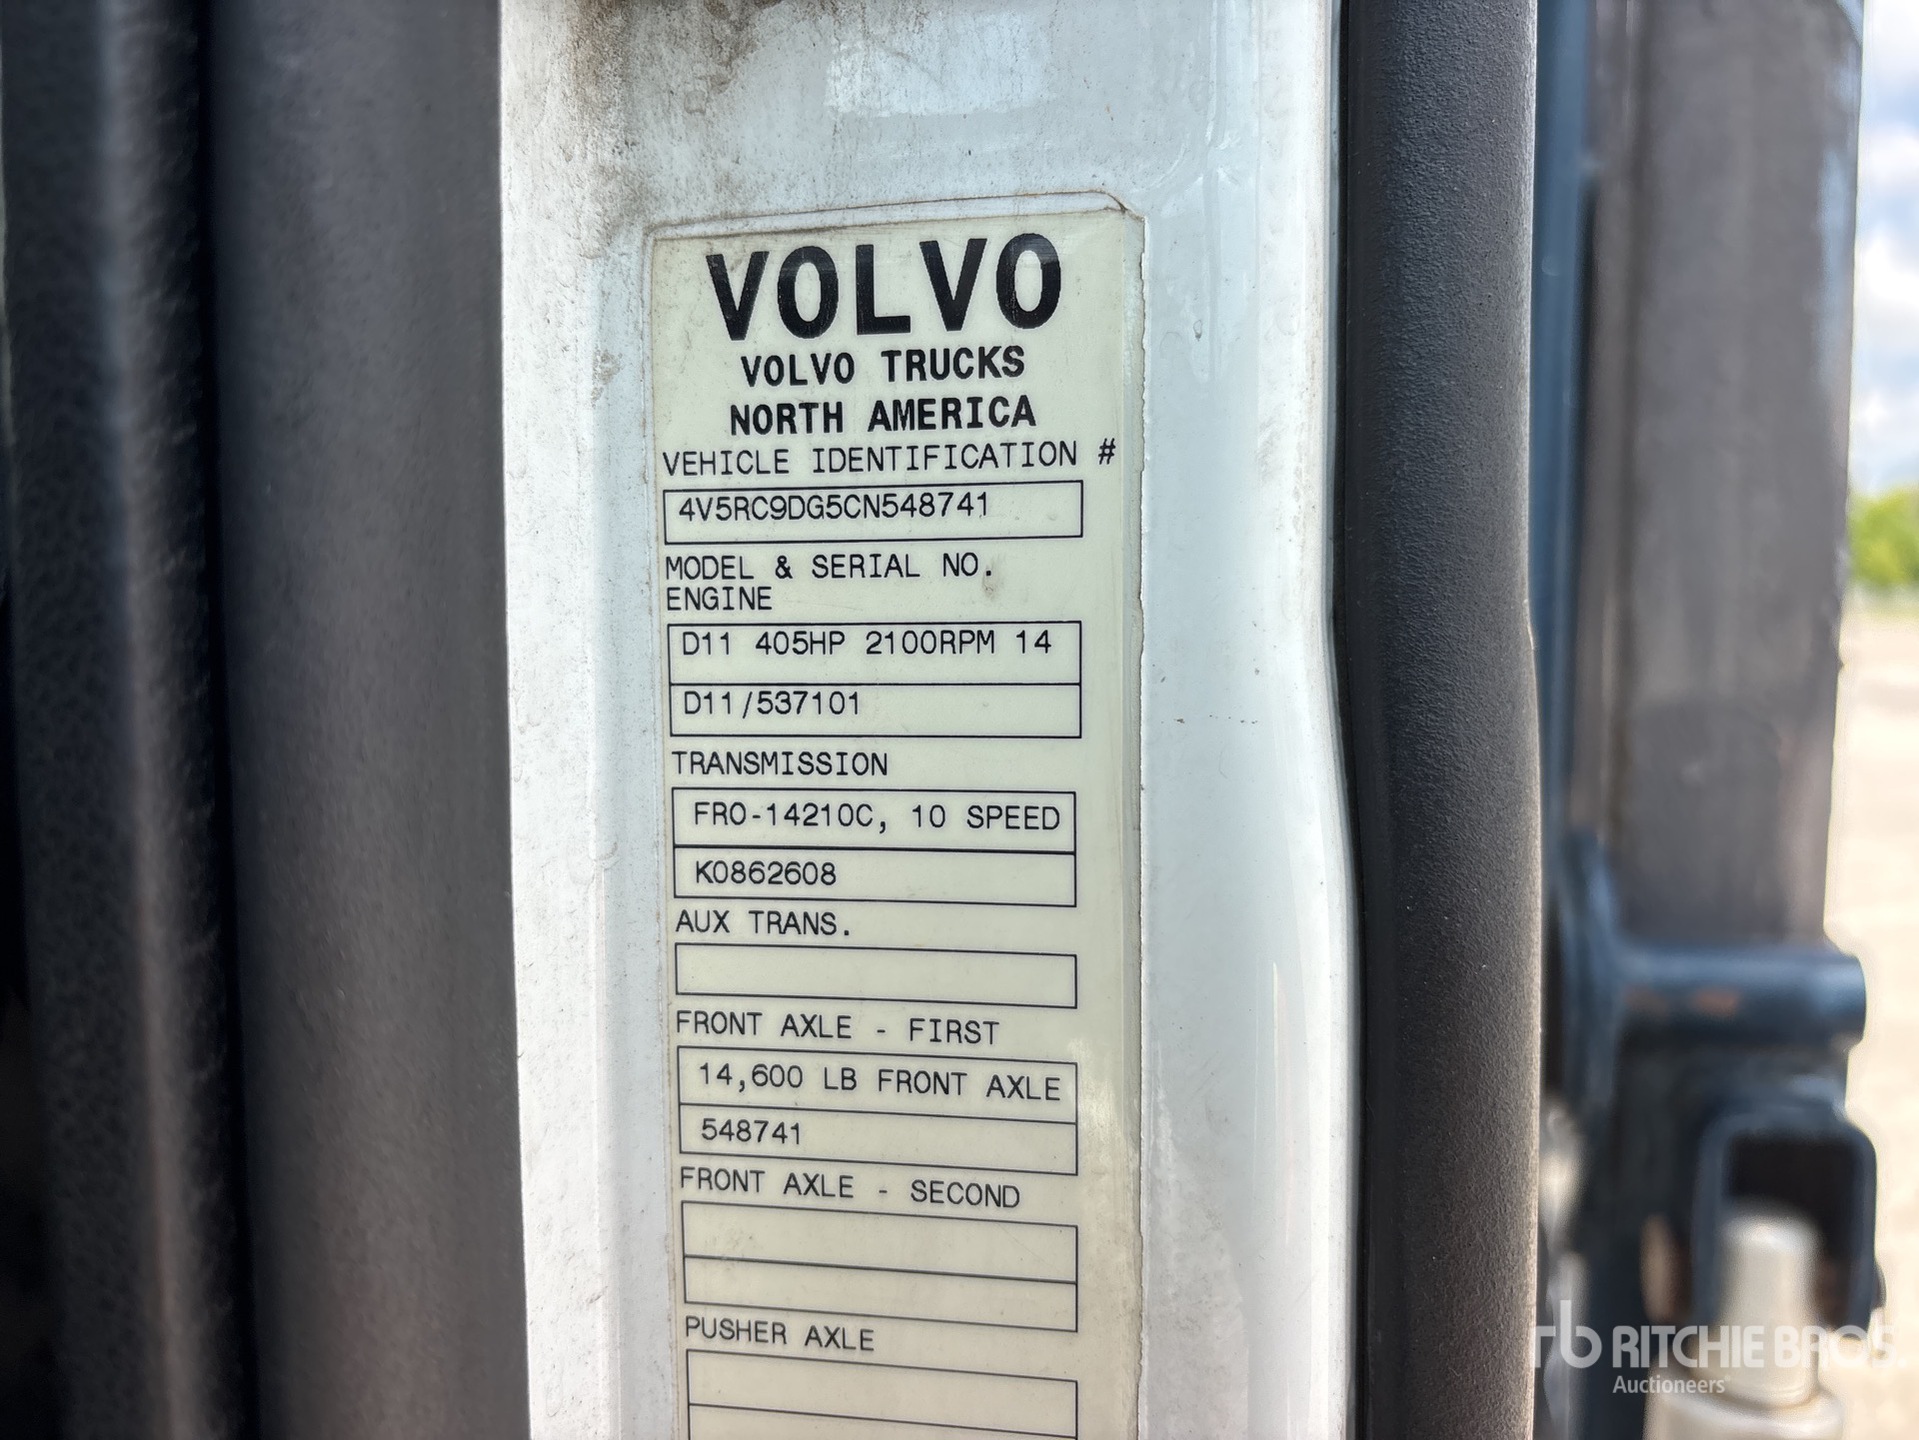 VOLVO
VOLVO TRUCKS
NORTH AMERICA
VEHICLE IDENTIFICATION #
4V5RC9DG5CN548741
MODEL & SERIAL NO.
ENGINE
D11 405HP 2100RPM 14
D11/537101
TRANSMISSION
FRO-14210C, 10 SPEED
K0862608
AUX TRANS.
FRONT AXLE - FIRST
14,600 LB FRONT AXLE
548741
FRONT AXLE - SECOND
PUSHER AXLE
rb RITCHIE BROS.
Auctioneers